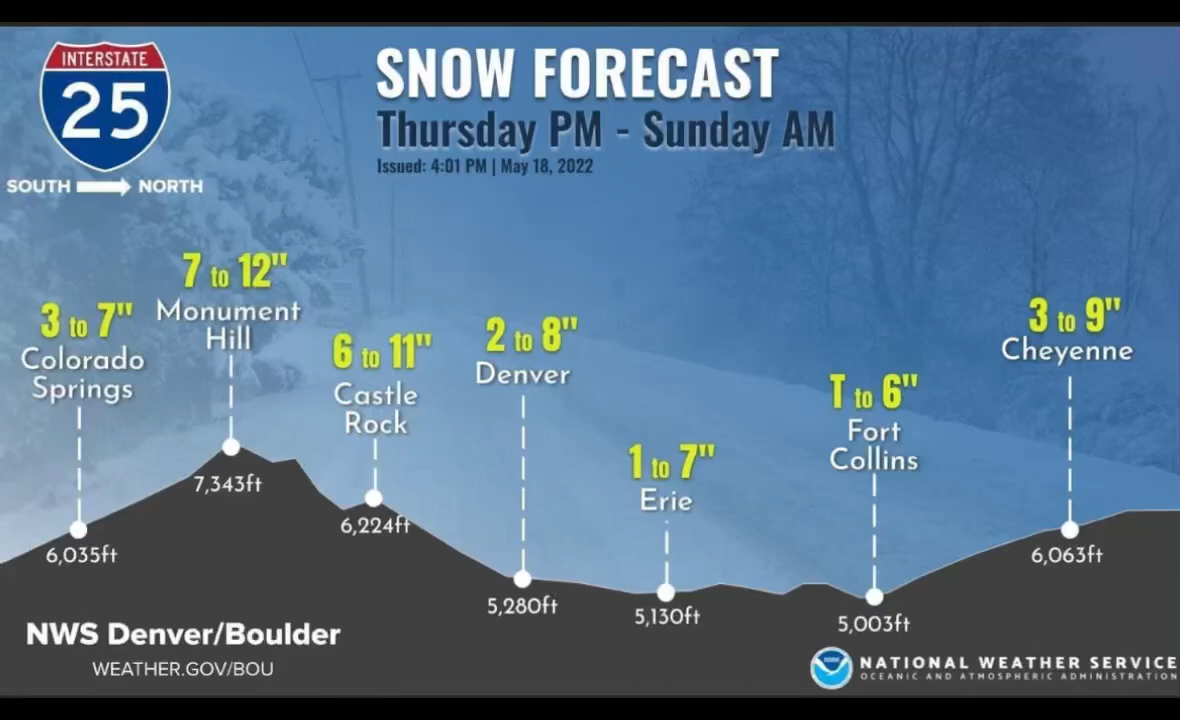 INTERSTATE
25
SOUTH NORTH
SNOW FORECAST
Thursday PM - Sunday AM
Issued: 4:01 PM | May 18, 2022
3 to 7"
Colorado
Springs
6,035ft
7 to 12"
Monument
Hill
7,343ft
6 to 11"
Castle
Rock
6,224ft
2 to 8"
Denver
5,280ft
1 to 7"
Erie
5,130ft
T to 6"
Fort
Collins
5,003ft
3 to 9"
Cheyenne
6,063ft
NWS Denver/Boulder
WEATHER.GOV/BOU
NATIONAL WEATHER SERVICE
OCEANIC AND ATMOSPHERIC ADMINISTRATION